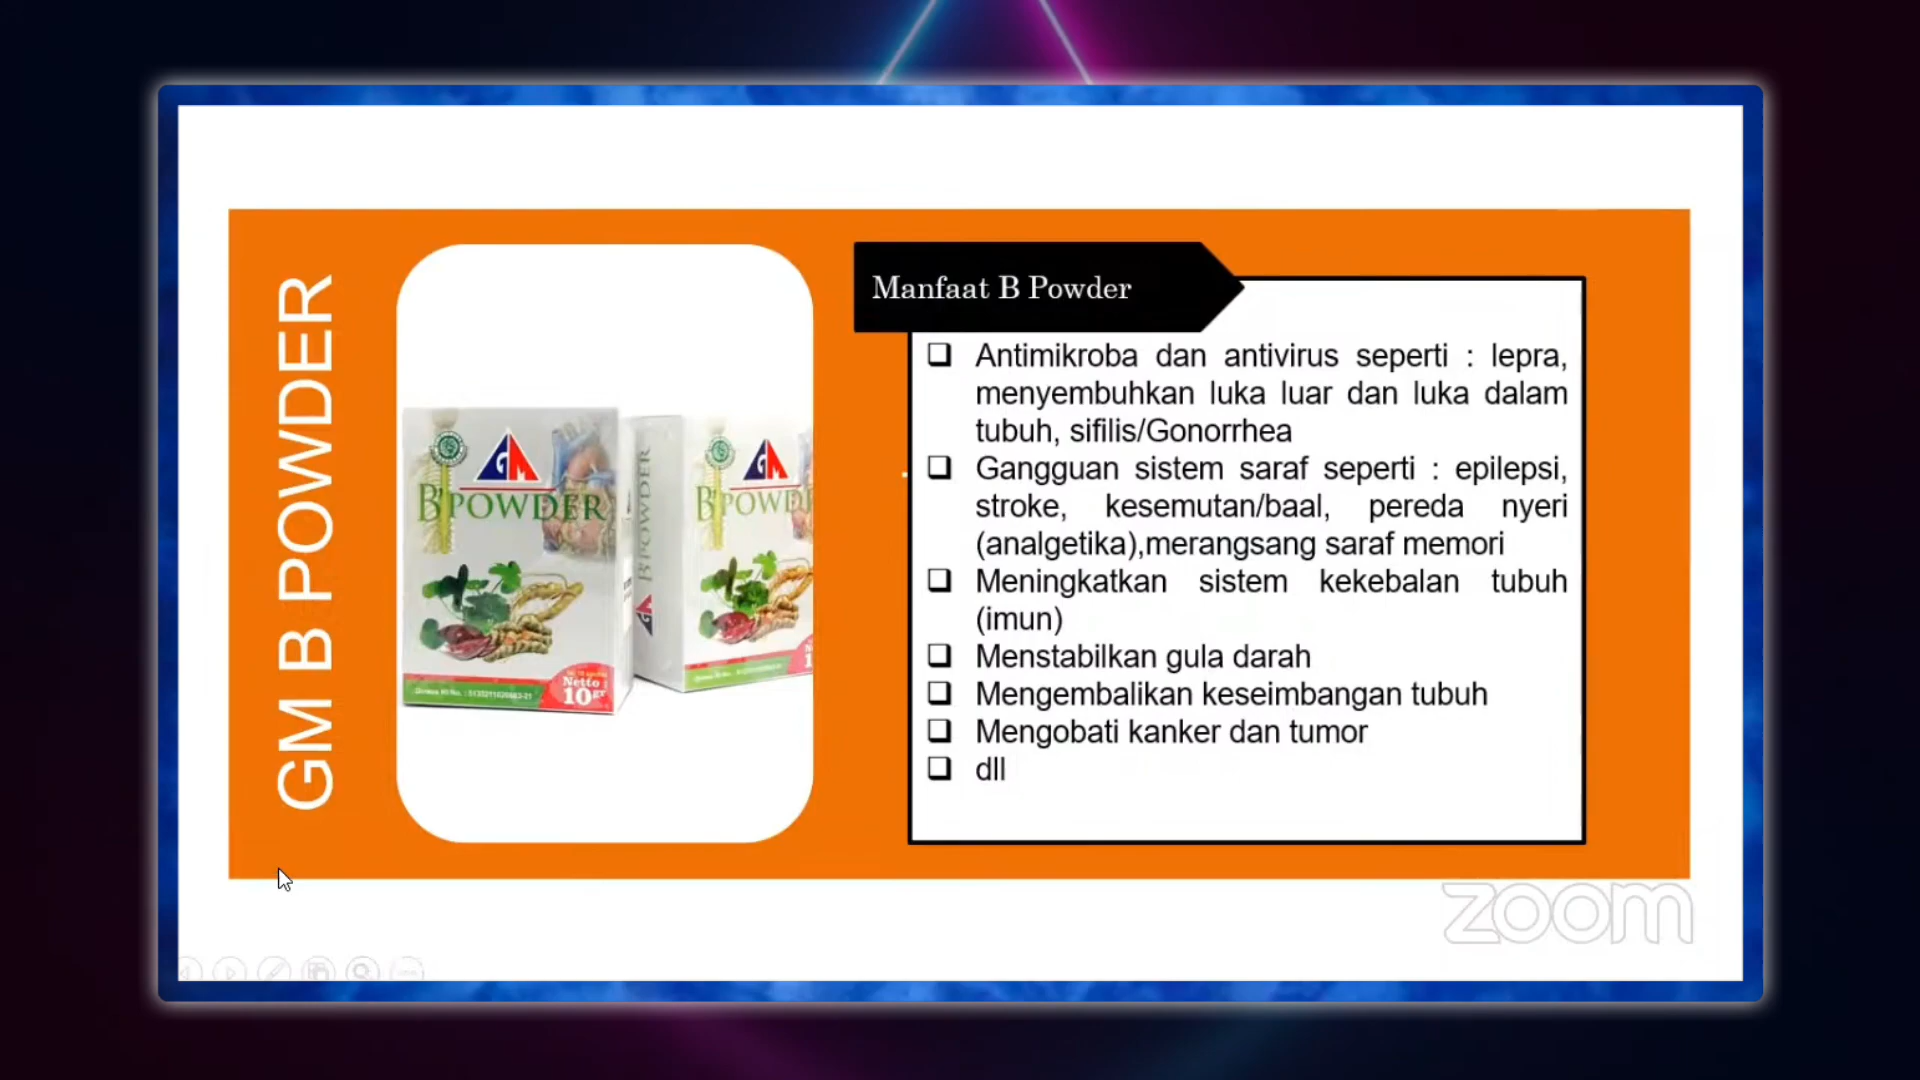 GM B POWDER
GM
B'POWDER
Netto :
10gr
B'POWDER
GM
B'POWD
Manfaat B Powder
Antimikroba dan antivirus seperti : lepra,
menyembuhkan luka luar dan luka dalam
tubuh, sifilis/Gonorrhea
Gangguan sistem saraf seperti : epilepsi,
stroke, kesemutan/baal, pereda nyeri
(analgetika),merangsang saraf memori
Meningkatkan sistem kekebalan tubuh
(imun)
Menstabilkan gula darah
Mengembalikan keseimbangan tubuh
Mengobati kanker dan tumor
dll
zoom